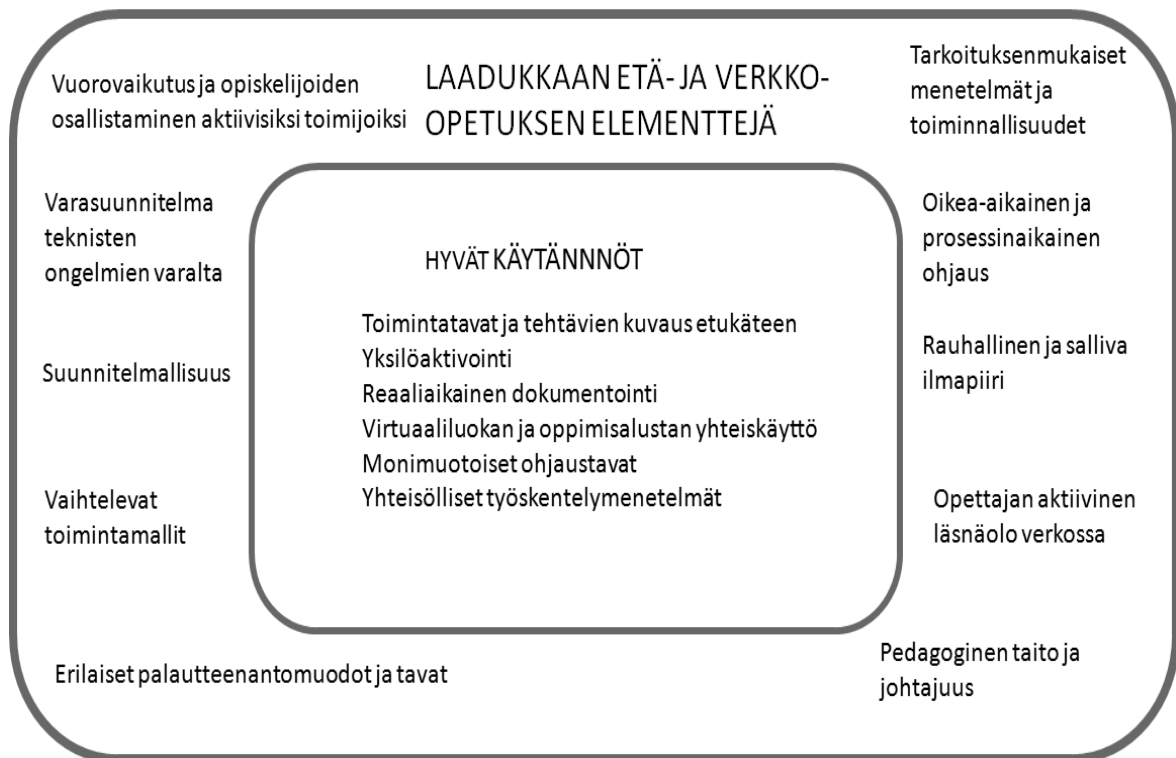 LAADUKKAAN ETÄ- JA VERKKO-
OPETUKSEN ELEMENTTEJÄ
Vuorovaikutus ja opiskelijoiden
osallistaminen aktiivisiksi toimijoiksi
Tarkoituksenmukaiset
menetelmät ja
toiminnallisuudet
Varasuunnitelma
teknisten
ongelmien varalta
Oikea-aikainen ja
prosessinaikainen
ohjaus
Suunnitelmallisuus
Rauhallinen ja salliva
ilmapiiri
Vaihtelevat
toimintamallit
Opettajan aktiivinen
läsnäolo verkossa
Erilaiset palautteenantomuodot ja tavat
Pedagoginen taito ja
johtajuus
HYVÄT KÄYTÄNNNÖT
Toimintatavat ja tehtävien kuvaus etukäteen
Yksilöaktivointi
Reaaliaikainen dokumentointi
Virtuaaliluokan ja oppimisalustan yhteiskäyttö
Monimuotoiset ohjaustavat
Yhteisölliset työskentelymenetelmät